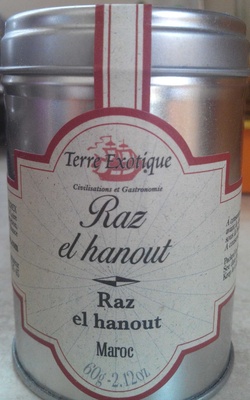 Terre Exotique
Civilisations et Gastronomie
Raz
el hanout
Raz
el hanout
Maroc
60g - 2.12oz